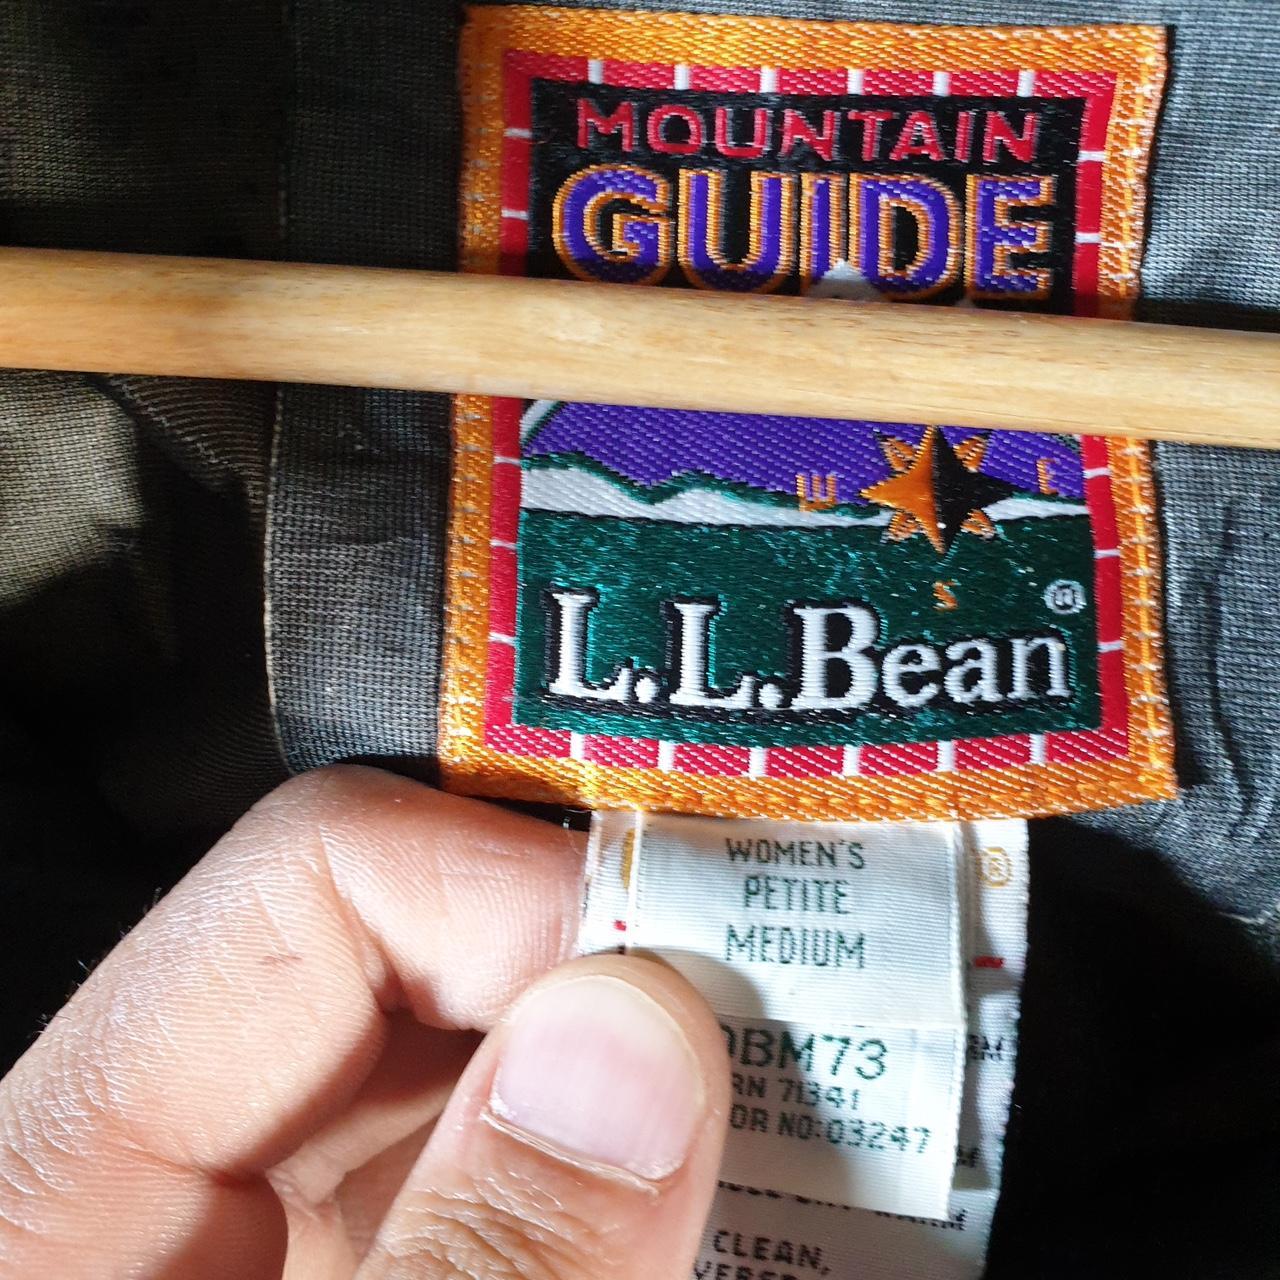 MOUNTAIN
GUIDE
W E
S
L.L.Bean®
WOMEN'S
PETITE
MEDIUM
®
0BM73
RN 71341
OR NO:03247
CLEAN,